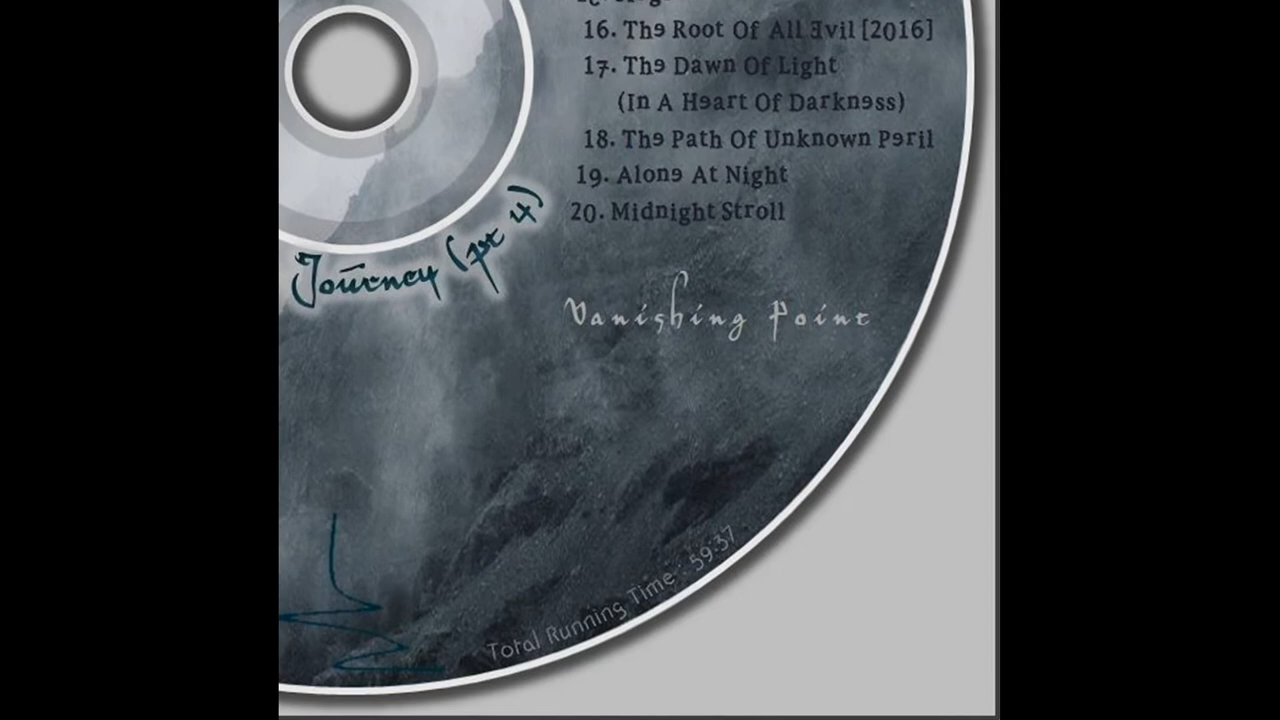 16. The Root Of All Evil [2016]
17. The Dawn Of Light
(In A Heart Of Darkness)
18. The Path Of Unknown Peril
19. Alone At Night
20. Midnight Stroll
Journey (pt 4)
Vanishing Point
Total Running Time : 59:37